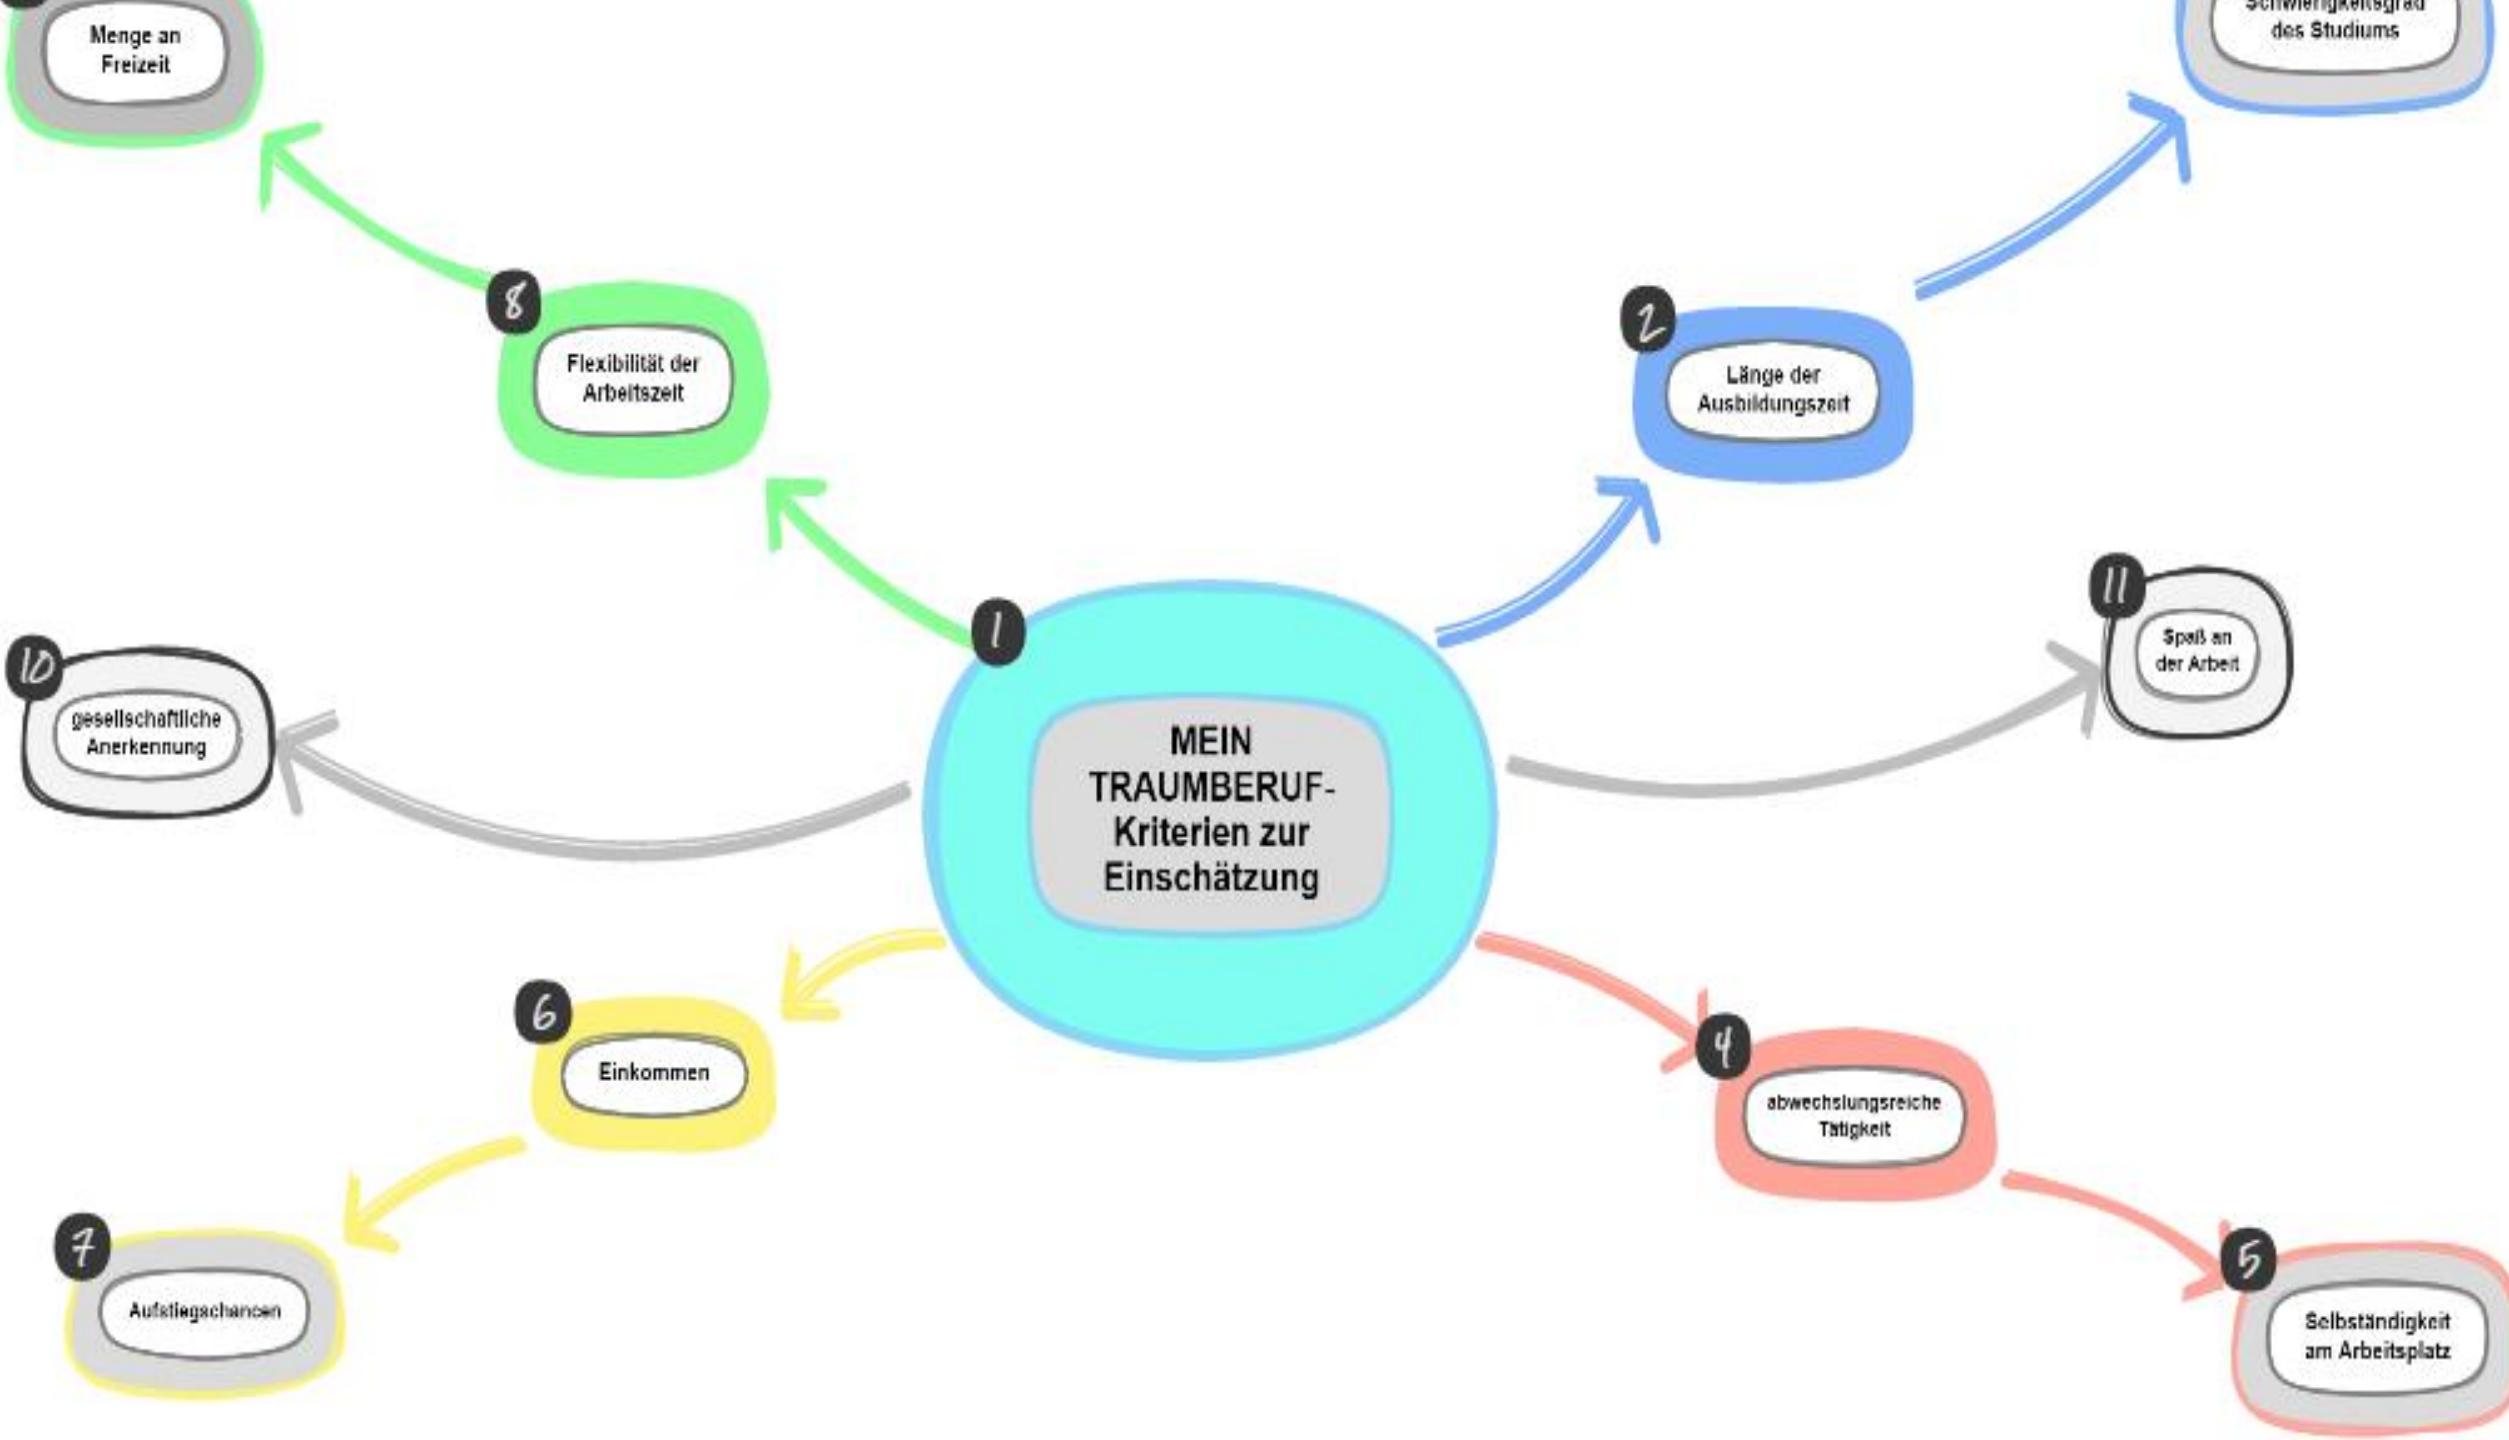 Menge an
Freizeit
Schwierigkeitsgrad
des Studiums
8
Flexibilität der
Arbeitszeit
2
Länge der
Ausbildungszeit
1
MEIN
TRAUMBERUF-
Kriterien zur
Einschätzung
11
Spaß an
der Arbeit
10
gesellschaftliche
Anerkennung
6
Einkommen
4
abwechslungsreiche
Tätigkeit
7
Aufstiegschancen
5
Selbständigkeit
am Arbeitsplatz